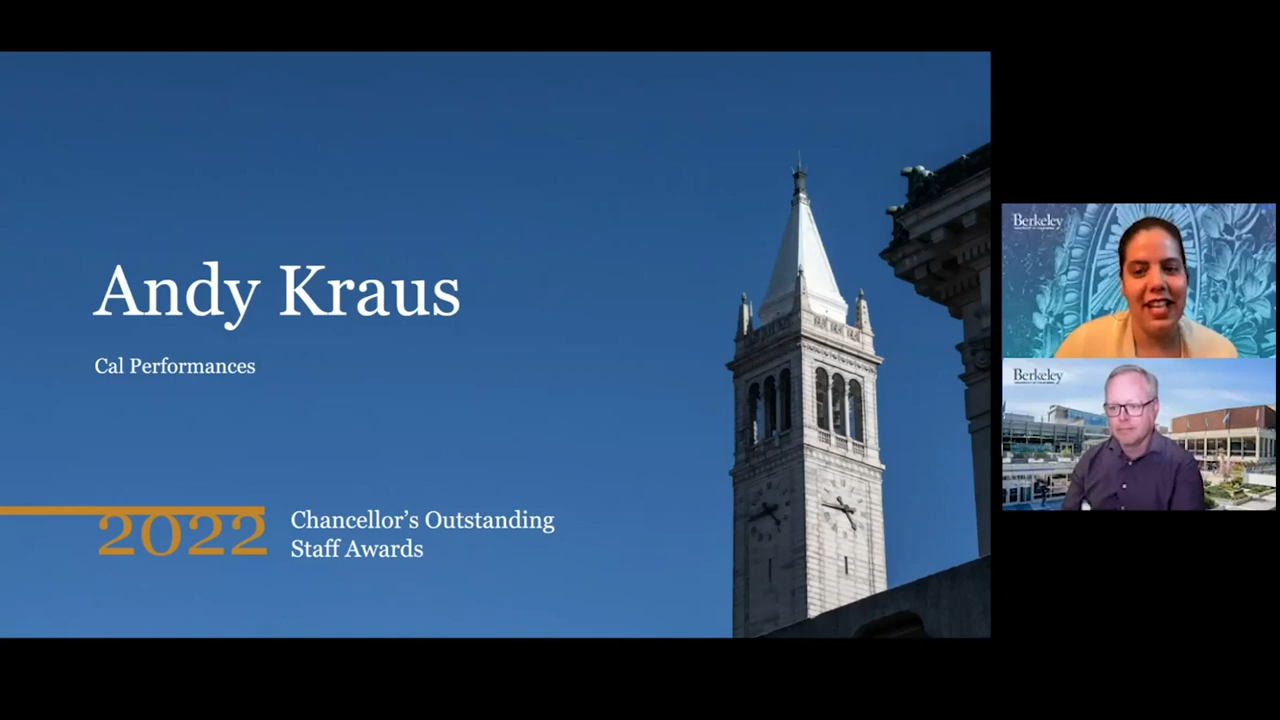 Andy Kraus
Cal Performances
2022
Chancellor's Outstanding
Staff Awards
Berkeley
Berkeley